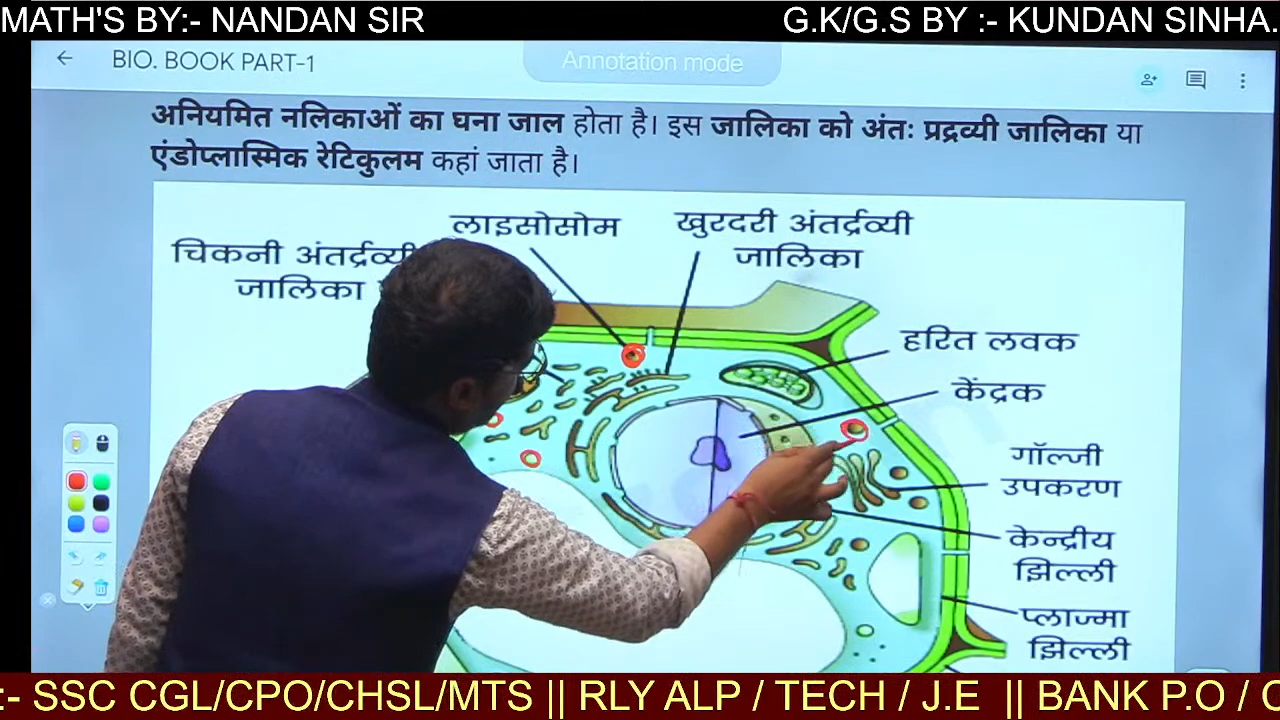 MATH'S BY:- NANDAN SIR
G.K/G.S BY :- KUNDAN SINHA.
BIO. BOOK PART-1
Annotation mode
अनियमित नलिकाओं का घना जाल होता है। इस जालिका को अंतः प्रद्रव्यी जालिका या
एंडोप्लास्मिक रेटिकुलम कहां जाता है।
लाइसोसोम
खुरदरी अंतर्द्रव्यी
जालिका
चिकनी अंतर्द्रव्यी
जालिका
हरित लवक
केंद्रक
गॉल्जी
उपकरण
केन्द्रीय
झिल्ली
प्लाज्मा
झिल्ली
:- SSC CGL/CPO/CHSL/MTS || RLY ALP / TECH / J.E || BANK P.O / C